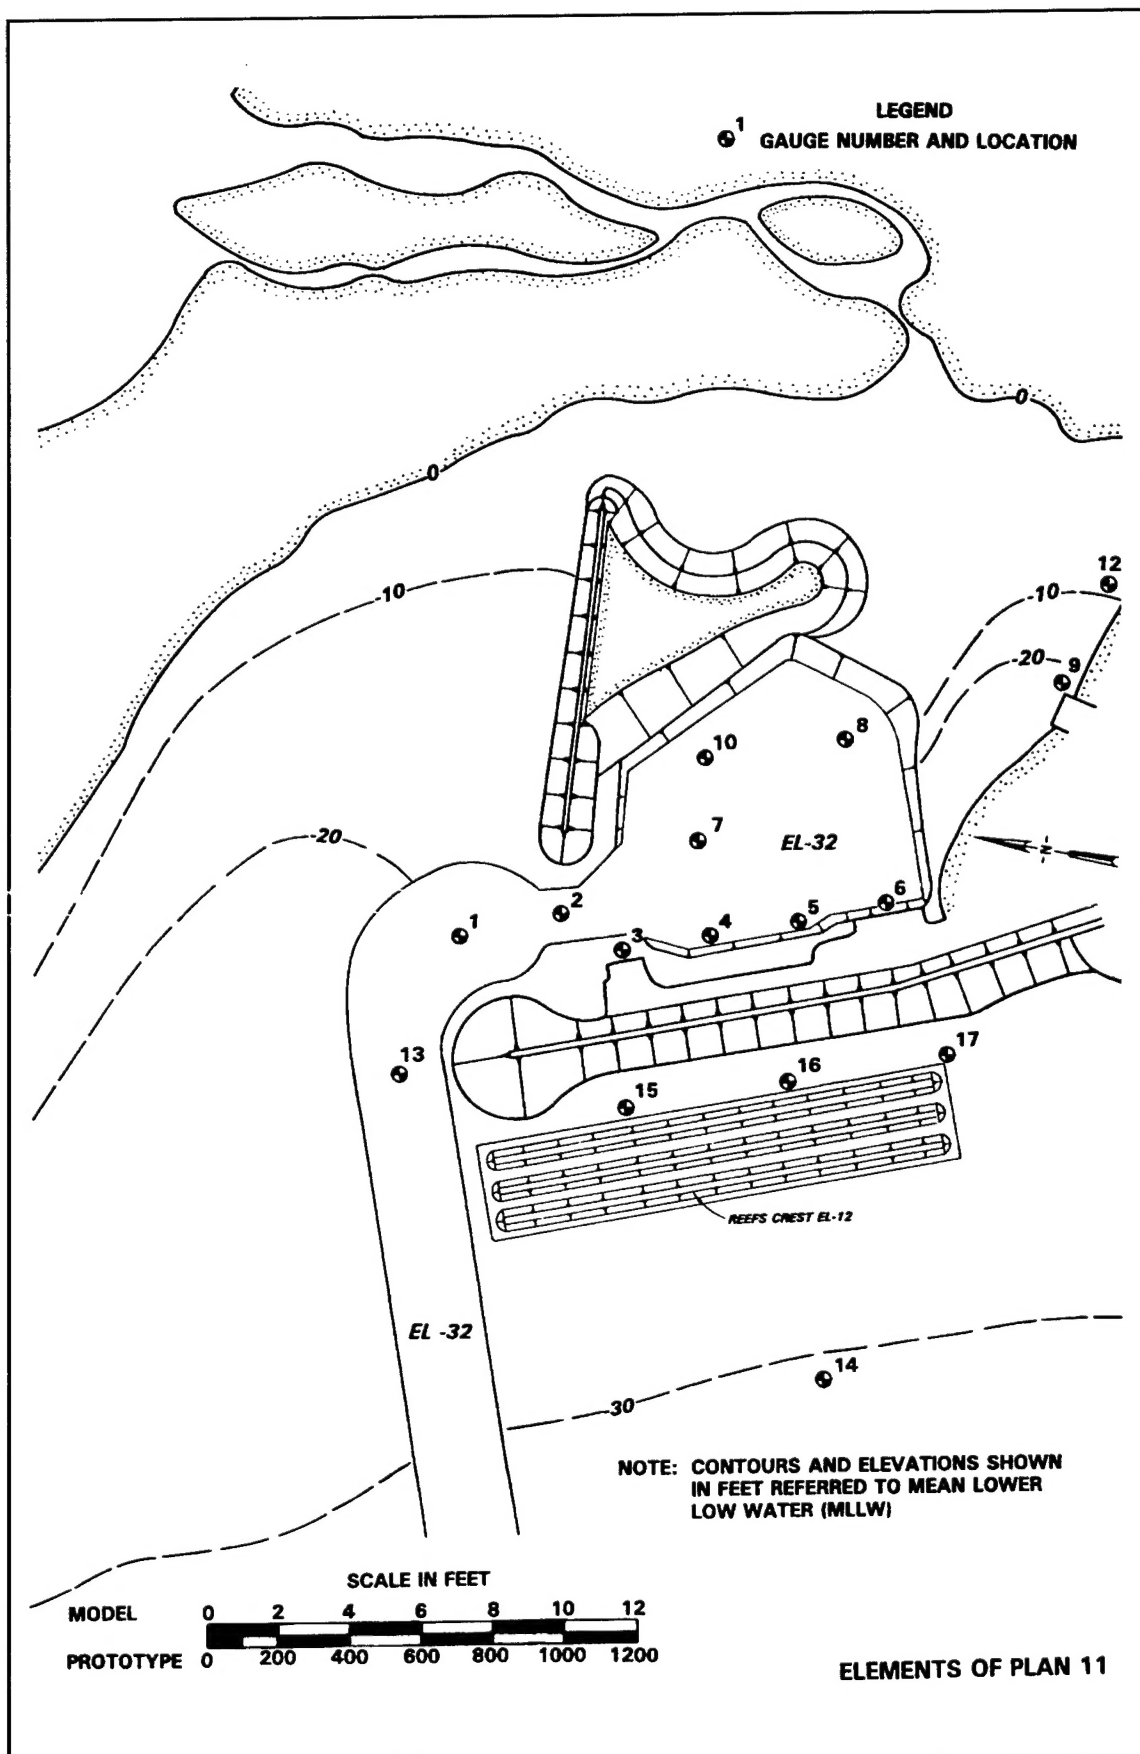 LEGEND
1
GAUGE NUMBER AND LOCATION
0
0
12
-10
-10
-20
9
8
10
7
EL-32
-20
N
6
2
5
1
4
3
17
13
16
15
REEFS CREST EL-12
EL -32
14
-30
NOTE: CONTOURS AND ELEVATIONS SHOWN
IN FEET REFERRED TO MEAN LOWER
LOW WATER (MLLW)
SCALE IN FEET
MODEL 0 2 4 6 8 10 12
PROTOTYPE 0 200 400 600 800 1000 1200
ELEMENTS OF PLAN 11